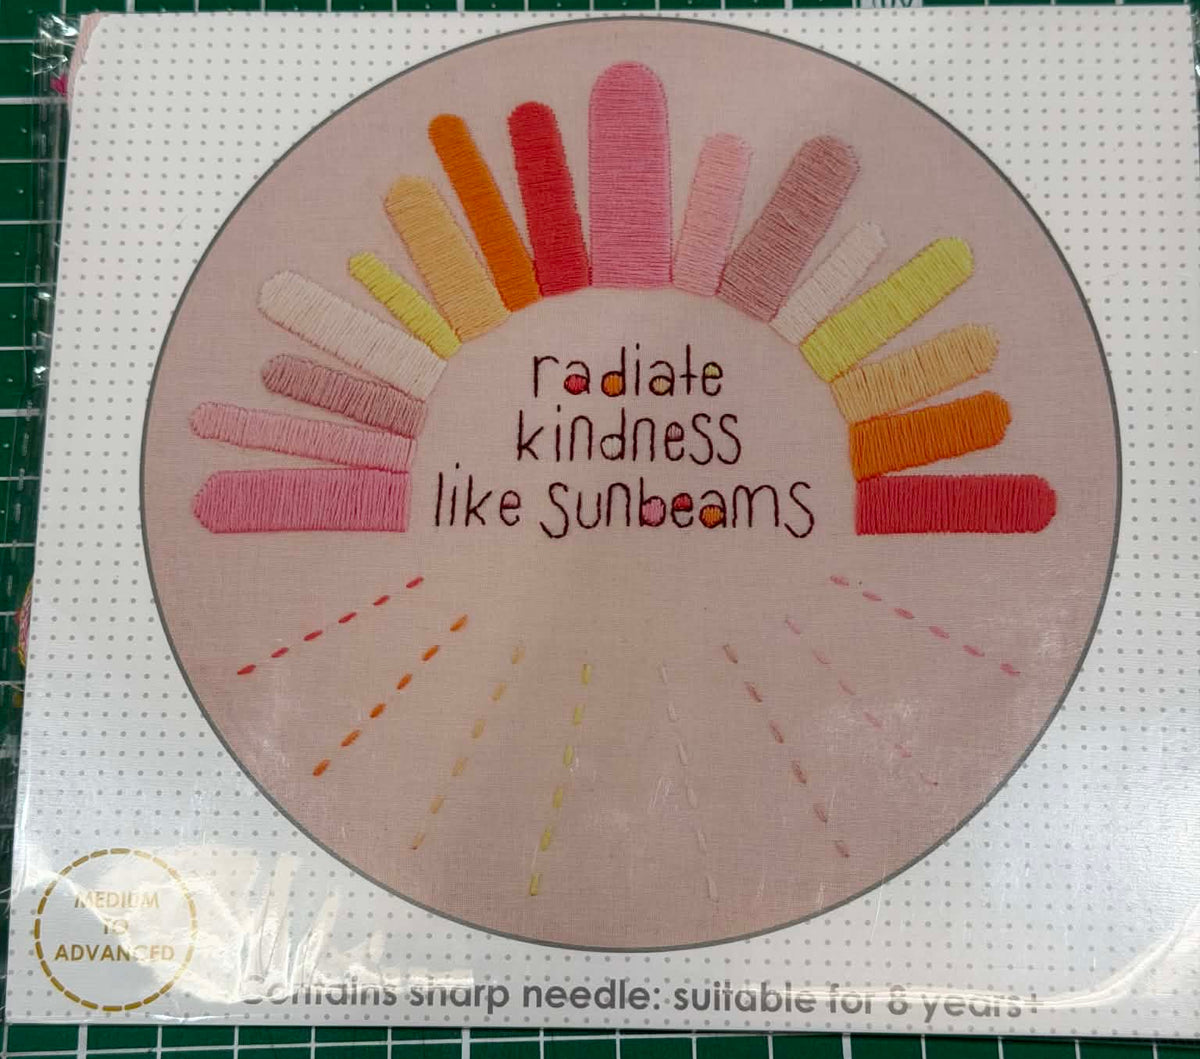 radiate
kindness
like sunbeams
MEDIUM
TO
ADVANCED
Contains sharp needle: suitable for 8 years+